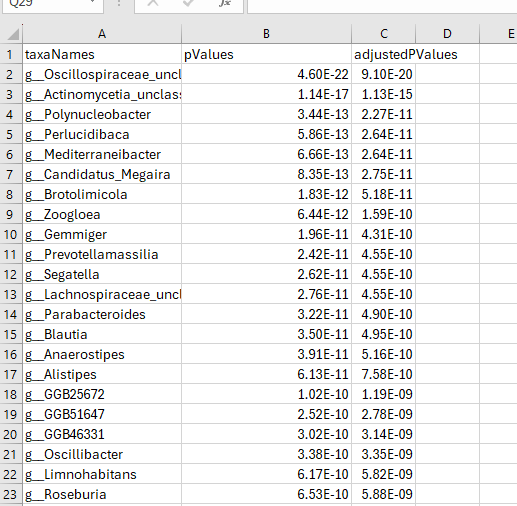 Q29 fx
A B C D E
1 taxaNames pValues adjustedPValues
2 g__Oscillospiraceae_uncl 4.60E-22 9.10E-20
3 g__Actinomycetia_unclas 1.14E-17 1.13E-15
4 g__Polynucleobacter 3.44E-13 2.27E-11
5 g__Perlucidibaca 5.86E-13 2.64E-11
6 g__Mediterraneibacter 6.66E-13 2.64E-11
7 g__Candidatus_Megaira 8.35E-13 2.75E-11
8 g__Brotolimicola 1.83E-12 5.18E-11
9 g__Zoogloea 6.44E-12 1.59E-10
10 g__Gemmiger 1.96E-11 4.31E-10
11 g__Prevotellamassilia 2.42E-11 4.55E-10
12 g__Segatella 2.62E-11 4.55E-10
13 g__Lachnospiraceae_uncl 2.76E-11 4.55E-10
14 g__Parabacteroides 3.22E-11 4.90E-10
15 g__Blautia 3.50E-11 4.95E-10
16 g__Anaerostipes 3.91E-11 5.16E-10
17 g__Alistipes 6.13E-11 7.58E-10
18 g__GGB25672 1.02E-10 1.19E-09
19 g__GGB51647 2.52E-10 2.78E-09
20 g__GGB46331 3.02E-10 3.14E-09
21 g__Oscillibacter 3.38E-10 3.35E-09
22 g__Limnohabitans 6.17E-10 5.82E-09
23 g__Roseburia 6.53E-10 5.88E-09